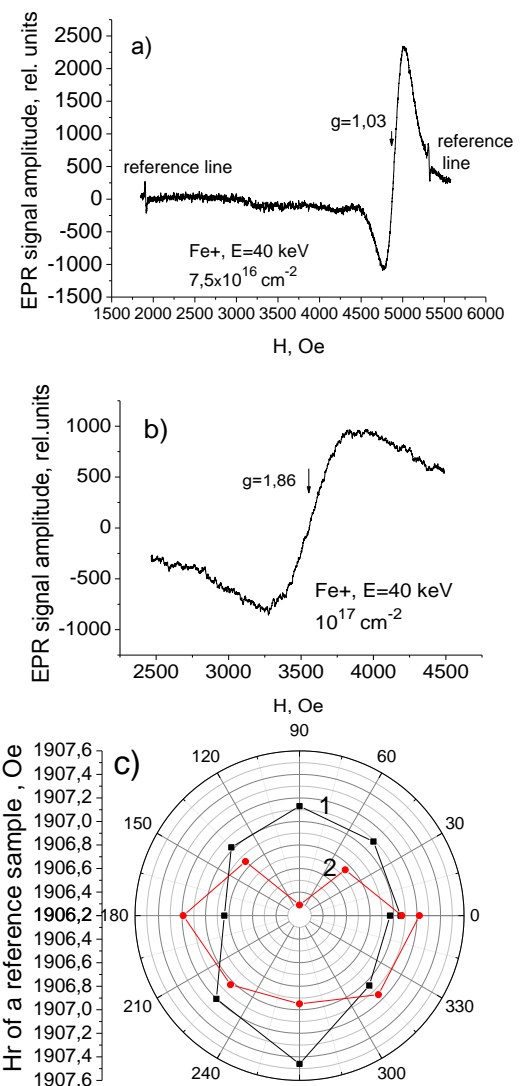 a)
EPR signal amplitude, rel. units
2500
2000
1500
1000
500
0
-500
-1000
-1500
g=1,03
reference line
reference
line
Fe+, E=40 keV
7,5x10¹⁶ cm⁻²
1500 2000 2500 3000 3500 4000 4500 5000 5500 6000
H, Oe
b)
EPR signal amplitude, rel.units
1000
500
0
-500
-1000
g=1,86
Fe+, E=40 keV
10¹⁷ cm⁻²
2500 3000 3500 4000 4500
H, Oe
c)
Hr of a reference sample , Oe
1907,6
1907,4
1907,2
1907,0
1906,8
1906,6
1906,4
1906,2
1906,4
1906,6
1906,8
1907,0
1907,2
1907,4
1907,6
90
120
60
150
30
180
0
210
330
240
300
1
2